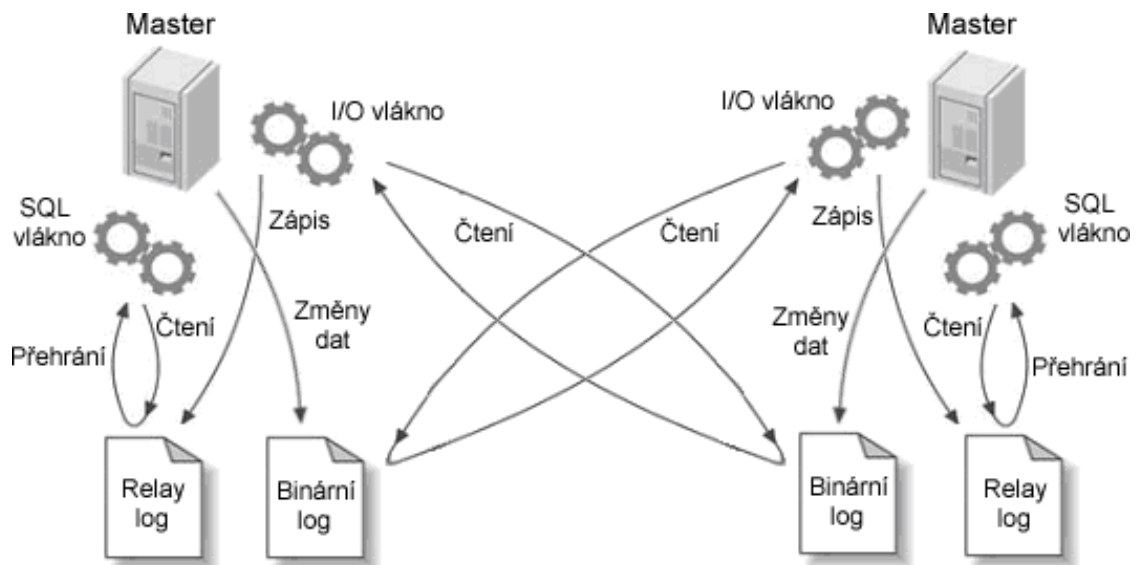 Master
Master
I/O vlákno
I/O vlákno
SQL
vlákno
Zápis
Čtení
Čtení
Zápis
SQL
vlákno
Změny
dat
Čtení
Přehrání
Změny
dat
Čtení
Přehrání
Relay
log
Binární
log
Binární
log
Relay
log